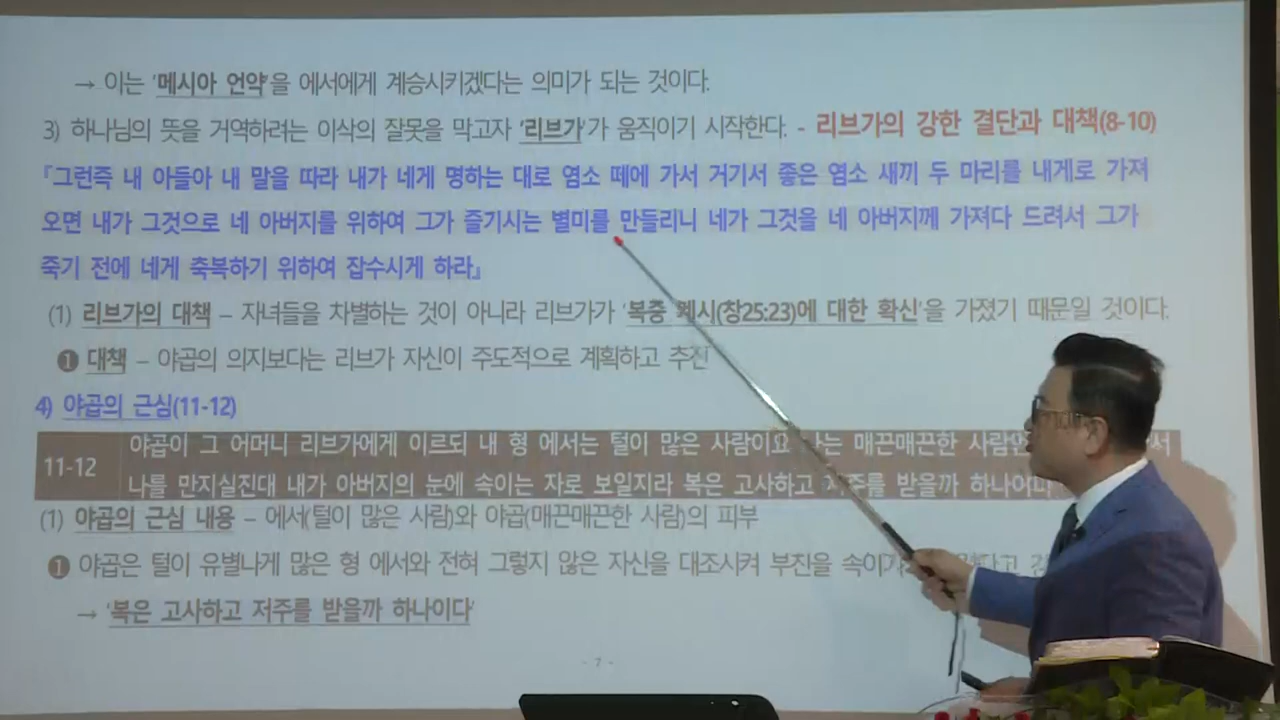 → 이는 '메시아 언약'을 에서에게 계승시키겠다는 의미가 되는 것이다.
3) 하나님의 뜻을 거역하려는 이삭의 잘못을 막고자 '리브가'가 움직이기 시작한다. - 리브가의 강한 결단과 대책(8-10)
『그런즉 내 아들아 내 말을 따라 내가 네게 명하는 대로 염소 떼에 가서 거기서 좋은 염소 새끼 두 마리를 내게로 가져
오면 내가 그것으로 네 아버지를 위하여 그가 즐기시는 별미를 만들리니 네가 그것을 네 아버지께 가져다 드려서 그가
죽기 전에 네게 축복하기 위하여 잡수시게 하라』
(1) 리브가의 대책 – 자녀들을 차별하는 것이 아니라 리브가가 '복중 계시(창25:23)에 대한 확신'을 가졌기 때문일 것이다.
❶ 대책 – 야곱의 의지보다는 리브가 자신이 주도적으로 계획하고 추진
4) 야곱의 근심(11-12)
야곱이 그 어머니 리브가에게 이르되 내 형 에서는 털이 많은 사람이요 나는 매끈매끈한
11-12
나를 만지실진대 내가 아버지의 눈에 속이는 자로 보일지라 복은 고사하고 저주를 받을까 하나이다
(1) 야곱의 근심 내용 – 에서(털이 많은 사람)와 야곱(매끈매끈한 사람)의 피부
❶ 야곱은 털이 유별나게 많은 형 에서와 전혀 그렇지 않은 자신을 대조시켜 부친을
→ '복은 고사하고 저주를 받을까 하나이다'
- 7 -